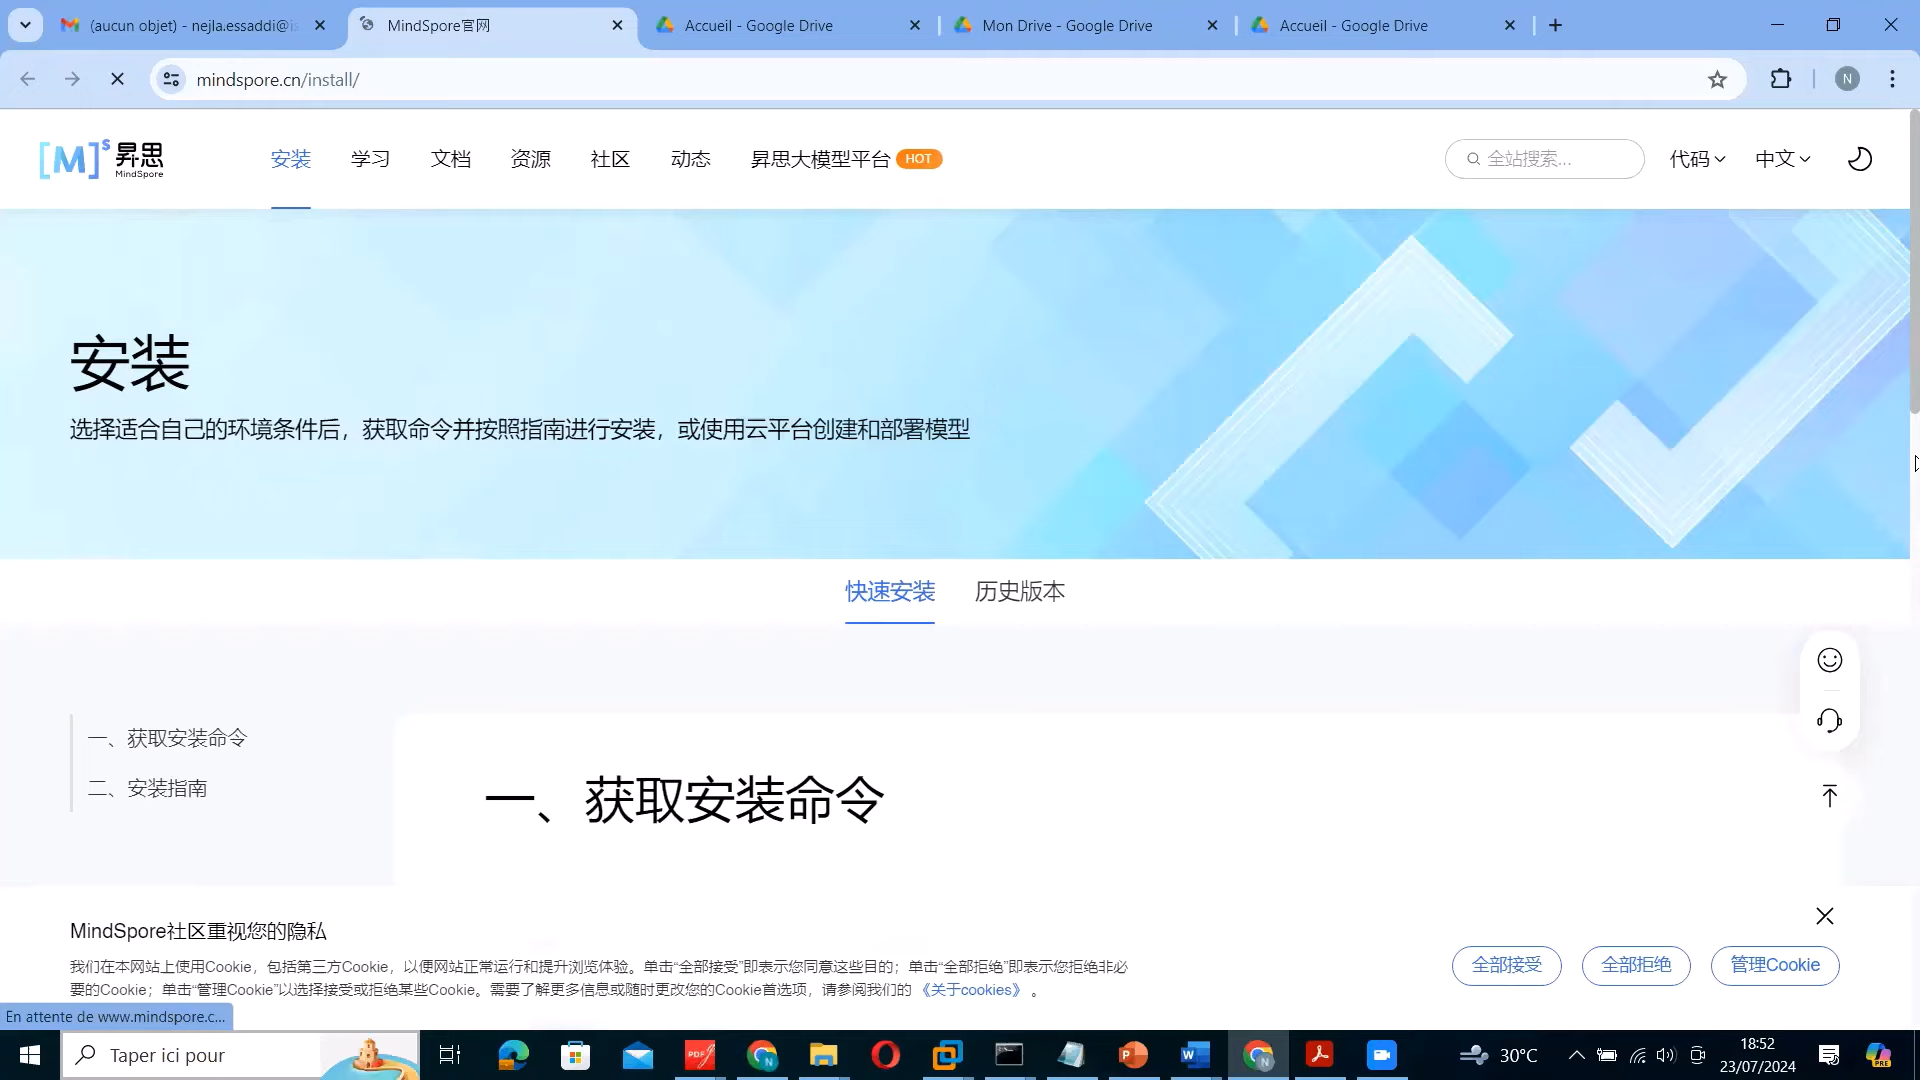 (aucun objet) - nejla.essaddi@is
MindSpore官网
Accueil - Google Drive
Mon Drive - Google Drive
Accueil - Google Drive
mindspore.cn/install/
N
[M]s 昇思
MindSpore
安装
学习
文档
资源
社区
动态
昇思大模型平台 HOT
全站搜索...
代码
中文
安装
选择适合自己的环境条件后，获取命令并按照指南进行安装，或使用云平台创建和部署模型
快速安装
历史版本
一、获取安装命令
二、安装指南
一、获取安装命令
MindSpore社区重视您的隐私
我们在本网站上使用Cookie，包括第三方Cookie，以便网站正常运行和提升浏览体验。单击“全部接受”即表示您同意这些目的；单击“全部拒绝”即表示您拒绝非必
要的Cookie；单击“管理Cookie”以选择接受或拒绝某些Cookie。需要了解更多信息或随时更改您的Cookie首选项，请参阅我们的 《关于cookies》 。
全部接受
全部拒绝
管理Cookie
En attente de www.mindspore.c...
Taper ici pour
30°C
18:52
23/07/2024